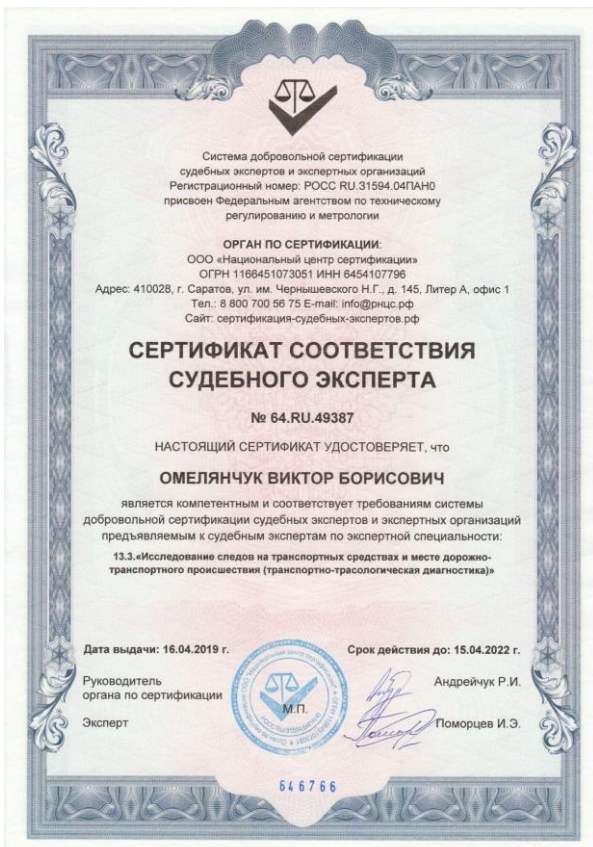 Система добровольной сертификации
судебных экспертов и экспертных организаций
Регистрационный номер: РОСС RU.31594.04ПАН0
присвоен Федеральным агентством по техническому
регулированию и метрологии
ОРГАН ПО СЕРТИФИКАЦИИ:
ООО «Национальный центр сертификации»
ОГРН 1166451073051 ИНН 6454107796
Адрес: 410028, г. Саратов, ул. им. Чернышевского Н.Г., д. 145, Литер А, офис 1
Тел.: 8 800 700 56 75 E-mail: info@рнцс.рф
Сайт: сертификация-судебных-экспертов.рф
СЕРТИФИКАТ СООТВЕТСТВИЯ
СУДЕБНОГО ЭКСПЕРТА
№ 64.RU.49387
НАСТОЯЩИЙ СЕРТИФИКАТ УДОСТОВЕРЯЕТ, что
ОМЕЛЯНЧУК ВИКТОР БОРИСОВИЧ
является компетентным и соответствует требованиям системы
добровольной сертификации судебных экспертов и экспертных организаций
предъявляемым к судебным экспертам по экспертной специальности:
13.3.«Исследование следов на транспортных средствах и месте дорожно-
транспортного происшествия (транспортно-трасологическая диагностика)»
Дата выдачи: 16.04.2019 г.
Срок действия до: 15.04.2022 г.
Руководитель
органа по сертификации
Андрейчук Р.И.
М.П.
Эксперт
Поморцев И.Э.
646766